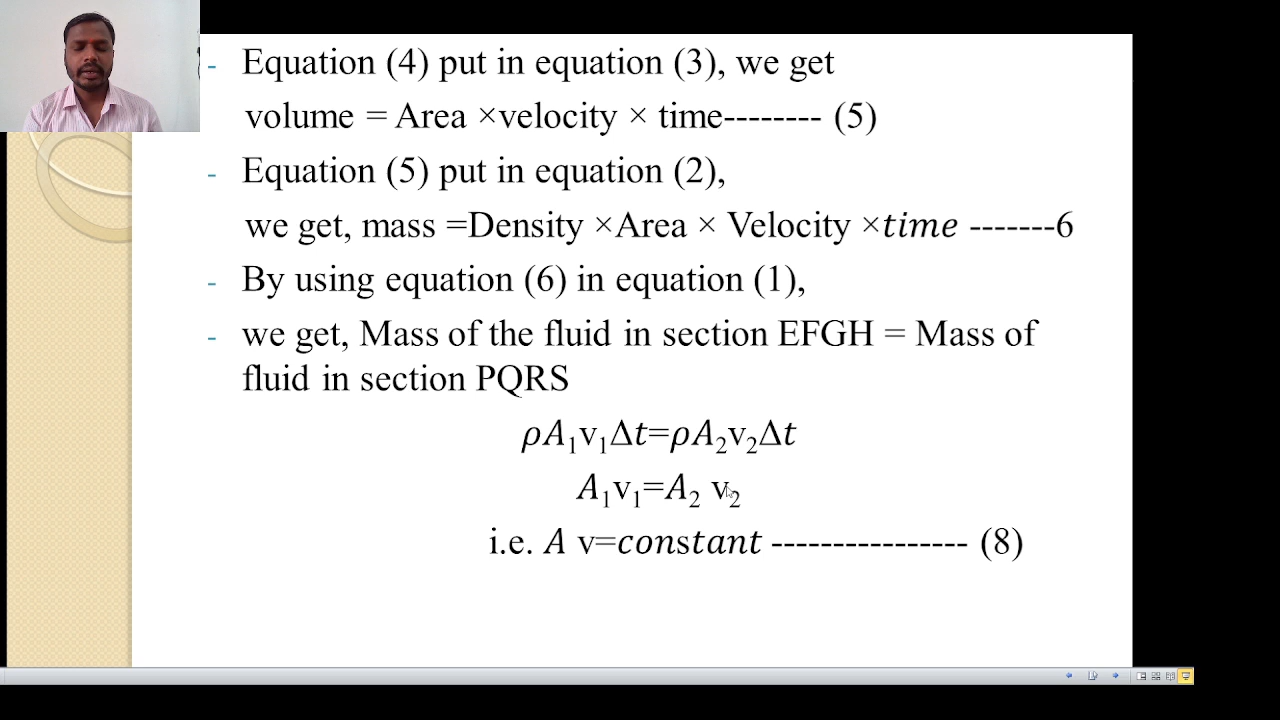 - Equation (4) put in equation (3), we get
volume = Area ×velocity × time-------- (5)
- Equation (5) put in equation (2),
we get, mass =Density ×Area × Velocity ×𝑡𝑖𝑚𝑒 -------6
- By using equation (6) in equation (1),
- we get, Mass of the fluid in section EFGH = Mass of
fluid in section PQRS
𝜌𝐴₁v₁Δ𝑡=𝜌𝐴₂v₂Δ𝑡
𝐴₁v₁=𝐴₂ v₂
i.e. 𝐴 v=𝑐𝑜𝑛𝑠𝑡𝑎𝑛𝑡 ---------------- (8)